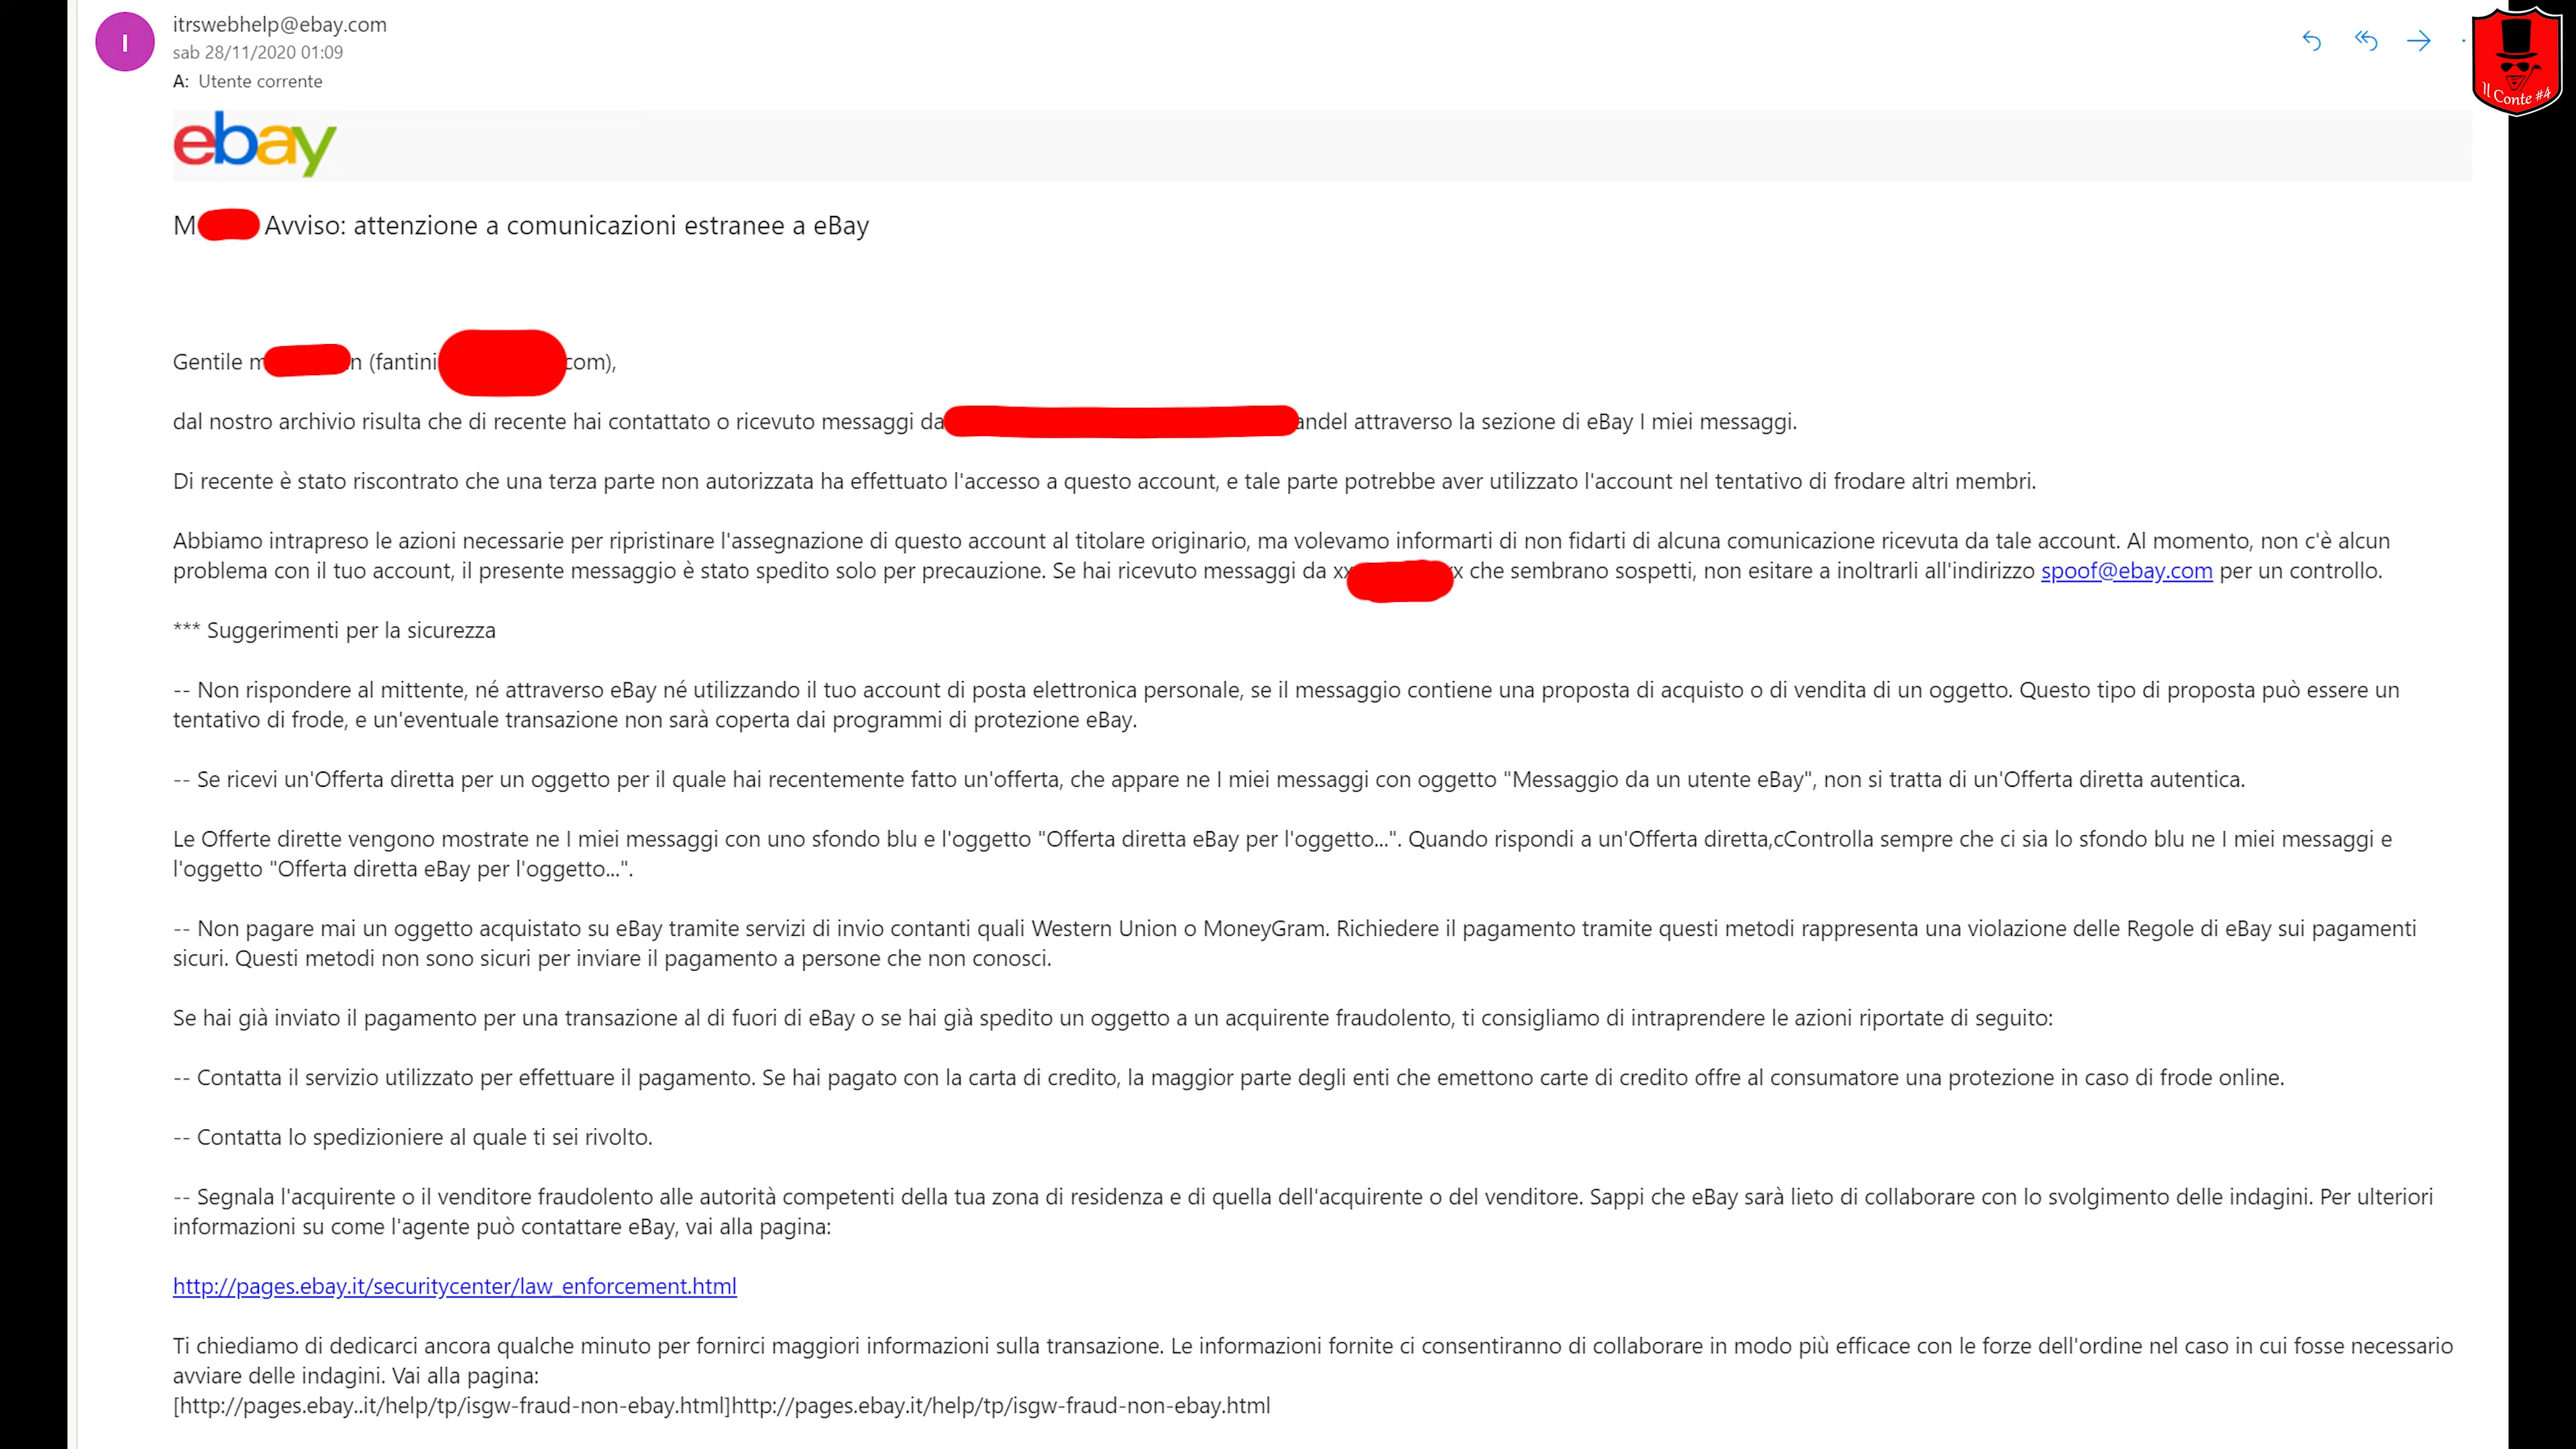 I
itrswebhelp@ebay.com
sab 28/11/2020 01:09
A: Utente corrente
Il Conte #4
ebay
M Avviso: attenzione a comunicazioni estranee a eBay
Gentile m n (fantini com),
dal nostro archivio risulta che di recente hai contattato o ricevuto messaggi da andel attraverso la sezione di eBay I miei messaggi.
Di recente è stato riscontrato che una terza parte non autorizzata ha effettuato l'accesso a questo account, e tale parte potrebbe aver utilizzato l'account nel tentativo di frodare altri membri.
Abbiamo intrapreso le azioni necessarie per ripristinare l'assegnazione di questo account al titolare originario, ma volevamo informarti di non fidarti di alcuna comunicazione ricevuta da tale account. Al momento, non c'è alcun
problema con il tuo account, il presente messaggio è stato spedito solo per precauzione. Se hai ricevuto messaggi da xx x che sembrano sospetti, non esitare a inoltrarli all'indirizzo spoof@ebay.com per un controllo.
*** Suggerimenti per la sicurezza
-- Non rispondere al mittente, né attraverso eBay né utilizzando il tuo account di posta elettronica personale, se il messaggio contiene una proposta di acquisto o di vendita di un oggetto. Questo tipo di proposta può essere un
tentativo di frode, e un'eventuale transazione non sarà coperta dai programmi di protezione eBay.
-- Se ricevi un'Offerta diretta per un oggetto per il quale hai recentemente fatto un'offerta, che appare ne I miei messaggi con oggetto "Messaggio da un utente eBay", non si tratta di un'Offerta diretta autentica.
Le Offerte dirette vengono mostrate ne I miei messaggi con uno sfondo blu e l'oggetto "Offerta diretta eBay per l'oggetto...". Quando rispondi a un'Offerta diretta,cControlla sempre che ci sia lo sfondo blu ne I miei messaggi e
l'oggetto "Offerta diretta eBay per l'oggetto...".
-- Non pagare mai un oggetto acquistato su eBay tramite servizi di invio contanti quali Western Union o MoneyGram. Richiedere il pagamento tramite questi metodi rappresenta una violazione delle Regole di eBay sui pagamenti
sicuri. Questi metodi non sono sicuri per inviare il pagamento a persone che non conosci.
Se hai già inviato il pagamento per una transazione al di fuori di eBay o se hai già spedito un oggetto a un acquirente fraudolento, ti consigliamo di intraprendere le azioni riportate di seguito:
-- Contatta il servizio utilizzato per effettuare il pagamento. Se hai pagato con la carta di credito, la maggior parte degli enti che emettono carte di credito offre al consumatore una protezione in caso di frode online.
-- Contatta lo spedizioniere al quale ti sei rivolto.
-- Segnala l'acquirente o il venditore fraudolento alle autorità competenti della tua zona di residenza e di quella dell'acquirente o del venditore. Sappi che eBay sarà lieto di collaborare con lo svolgimento delle indagini. Per ulteriori
informazioni su come l'agente può contattare eBay, vai alla pagina:
http://pages.ebay.it/securitycenter/law_enforcement.html
Ti chiediamo di dedicarci ancora qualche minuto per fornirci maggiori informazioni sulla transazione. Le informazioni fornite ci consentiranno di collaborare in modo più efficace con le forze dell'ordine nel caso in cui fosse necessario
avviare delle indagini. Vai alla pagina:
[http://pages.ebay..it/help/tp/isgw-fraud-non-ebay.html]http://pages.ebay.it/help/tp/isgw-fraud-non-ebay.html